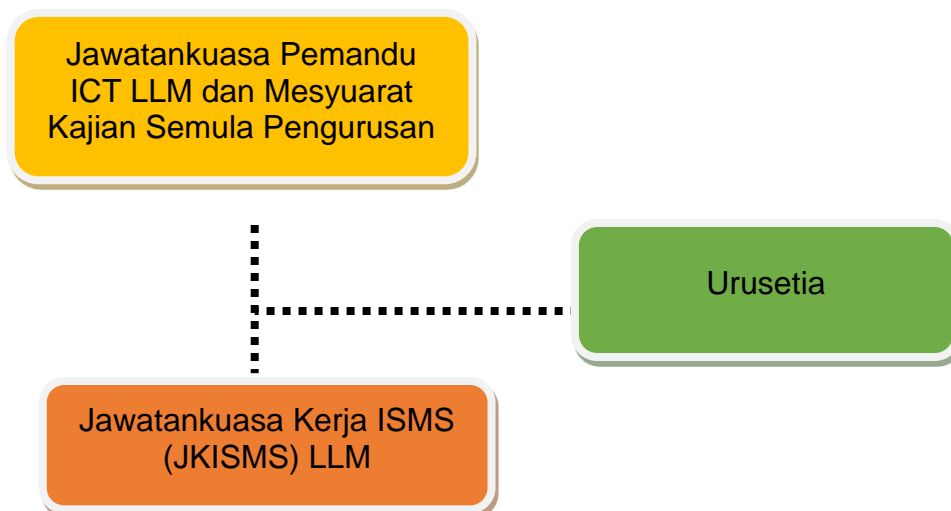 Jawatankuasa Pemandu
ICT LLM dan Mesyuarat
Kajian Semula Pengurusan
Urusetia
Jawatankuasa Kerja ISMS
(JKISMS) LLM